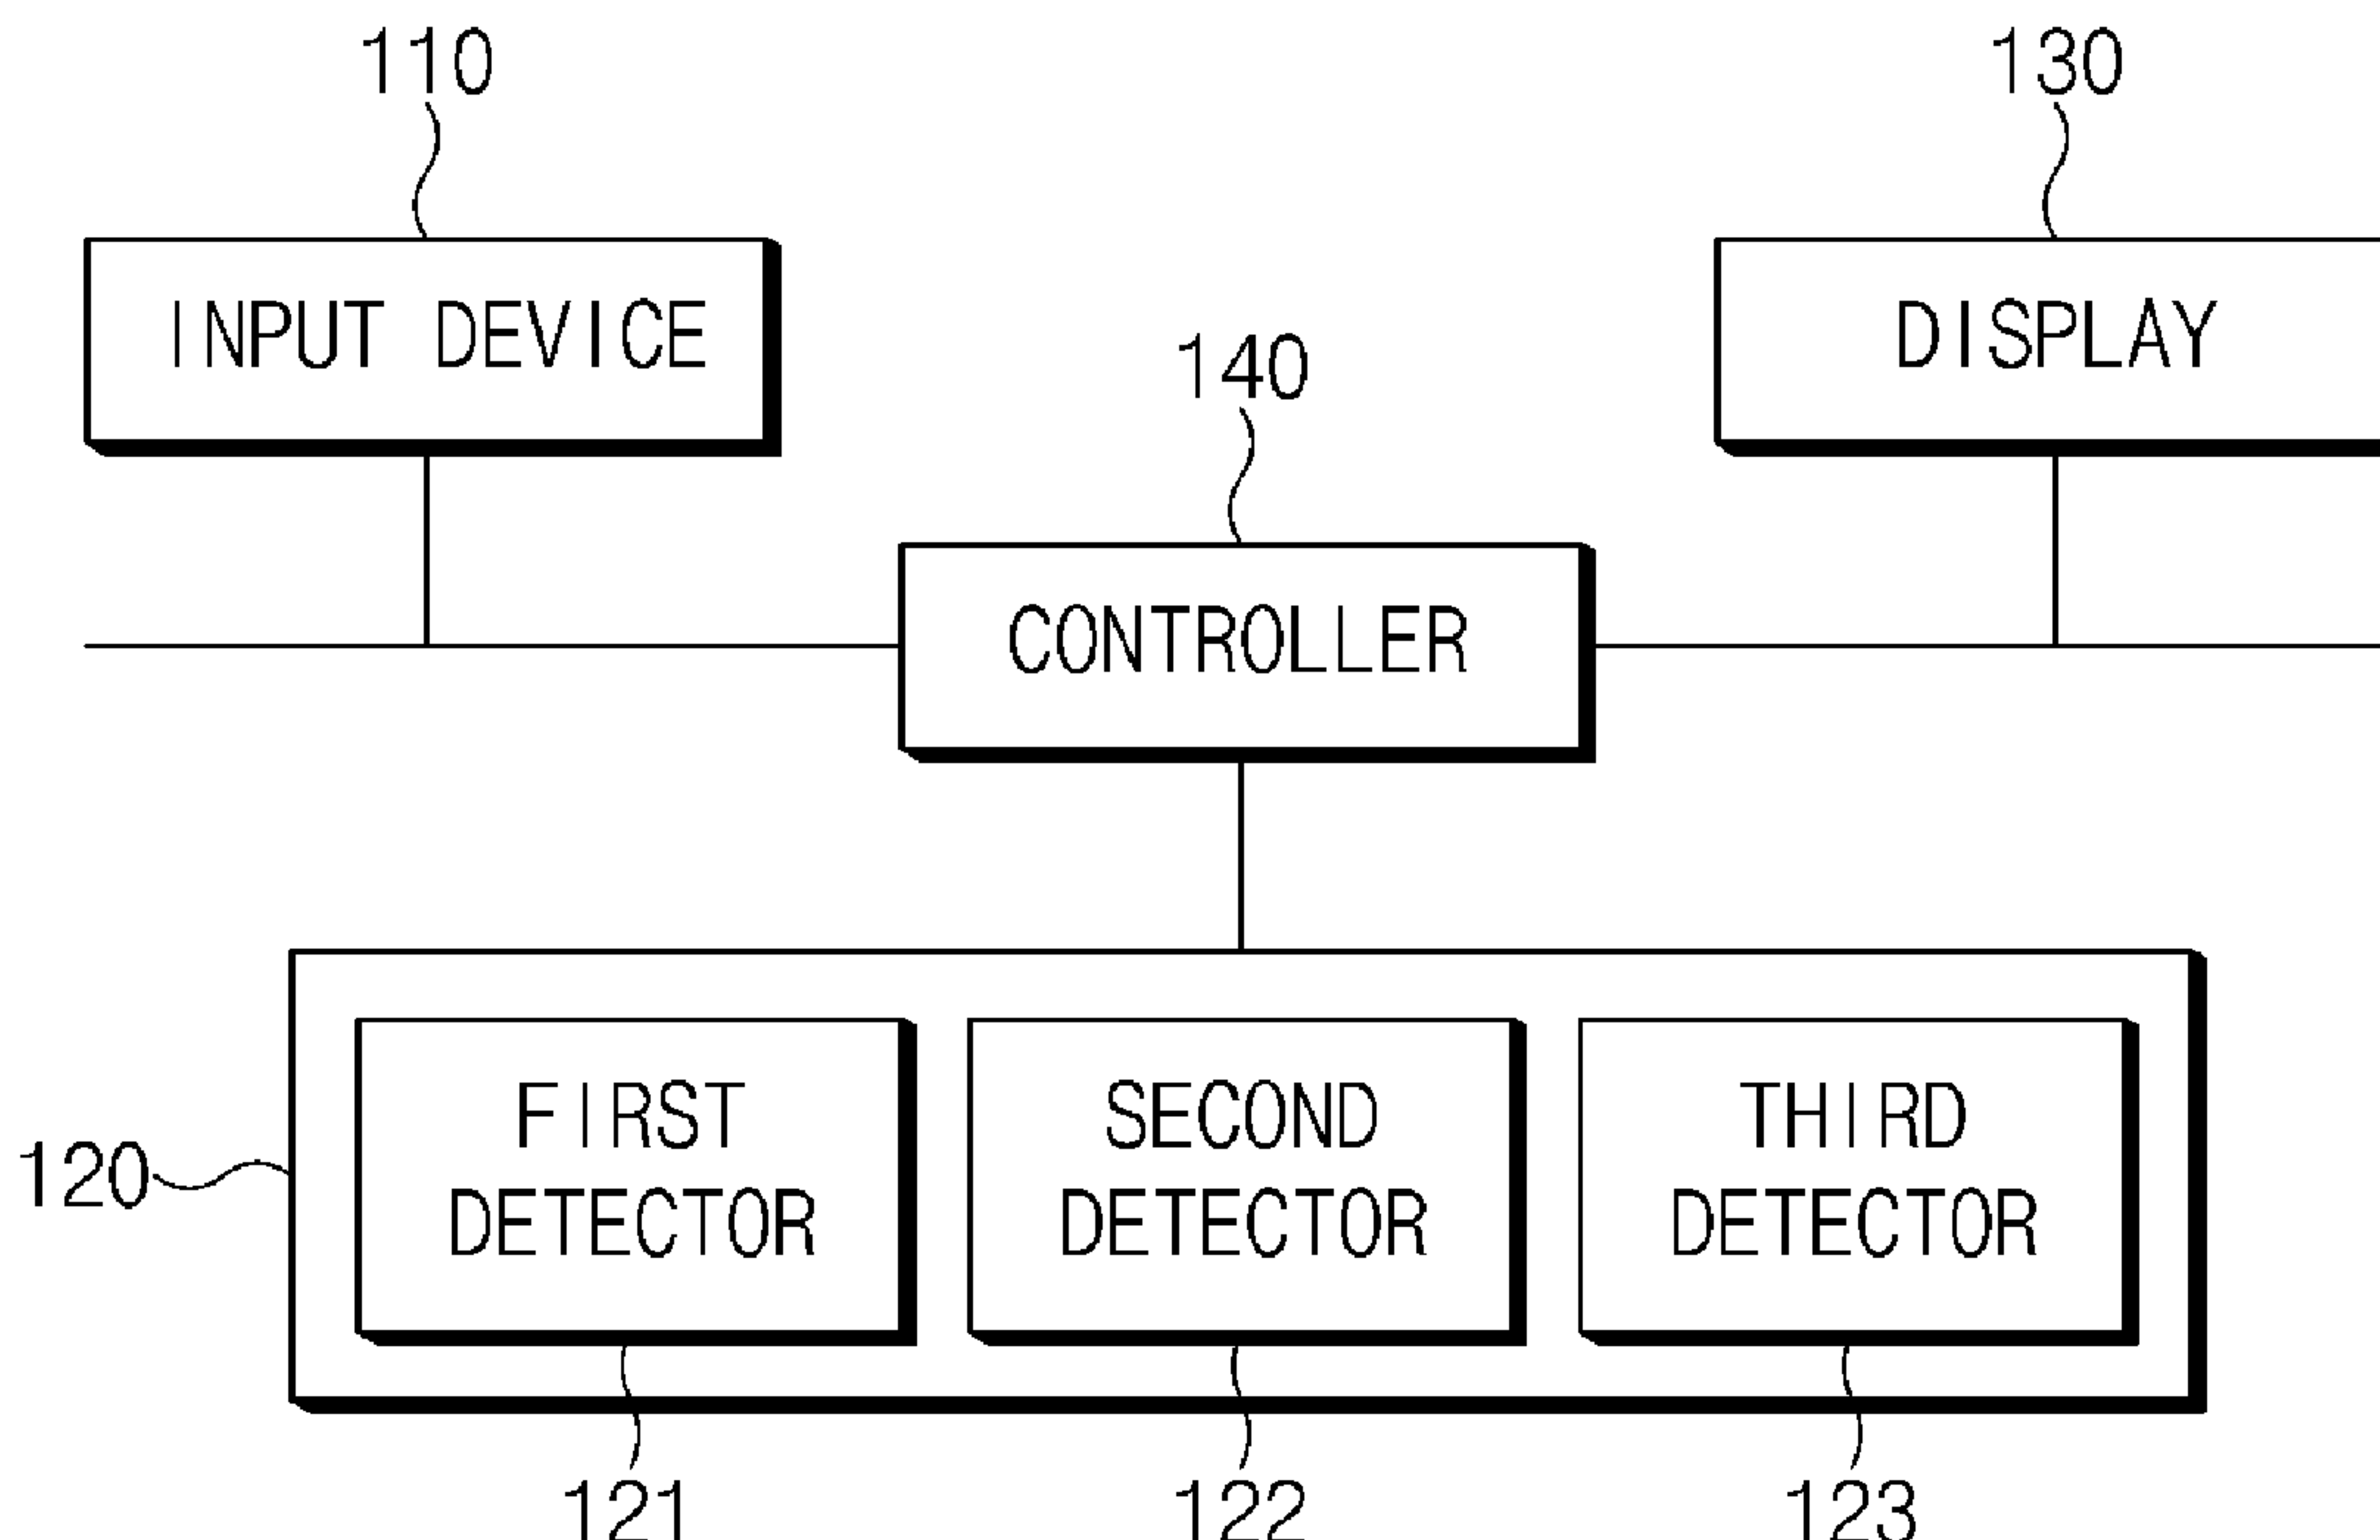 110
130
INPUT DEVICE
DISPLAY
140
CONTROLLER
FIRST
DETECTOR
SECOND
DETECTOR
THIRD
DETECTOR
120
121
122
123